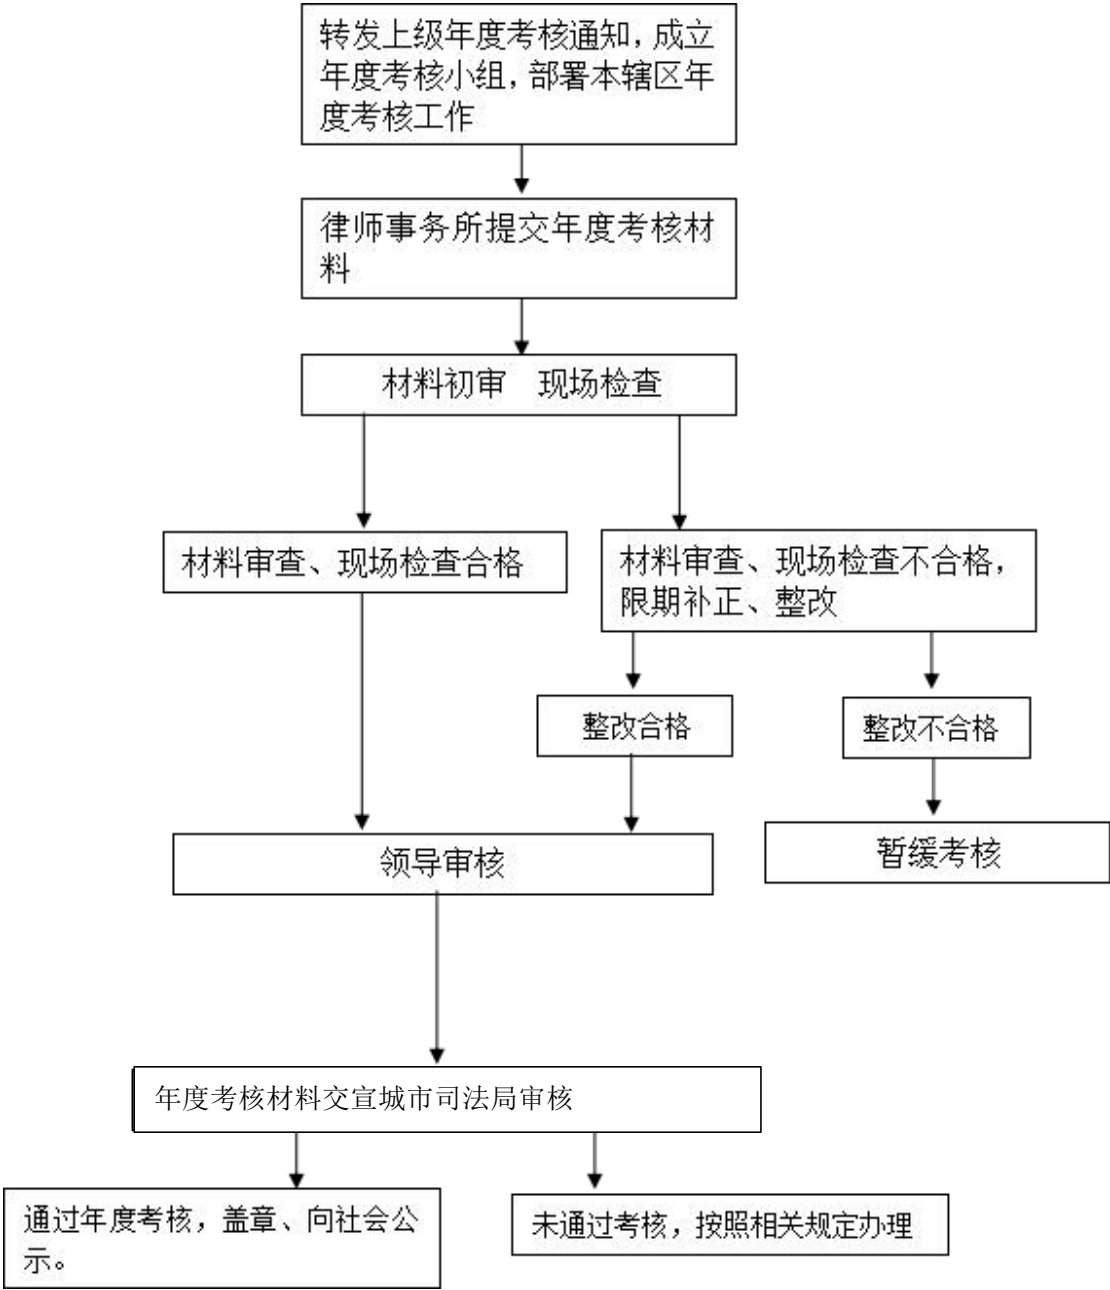 转发上级年度考核通知，成立
年度考核小组，部署本辖区年
度考核工作
律师事务所提交年度考核材
料
材料初审 现场检查
材料审查、现场检查合格
材料审查、现场检查不合格，
限期补正、整改
整改合格
整改不合格
领导审核
暂缓考核
年度考核材料交宣城市司法局审核
通过年度考核，盖章、向社会公
示。
未通过考核，按照相关规定办理